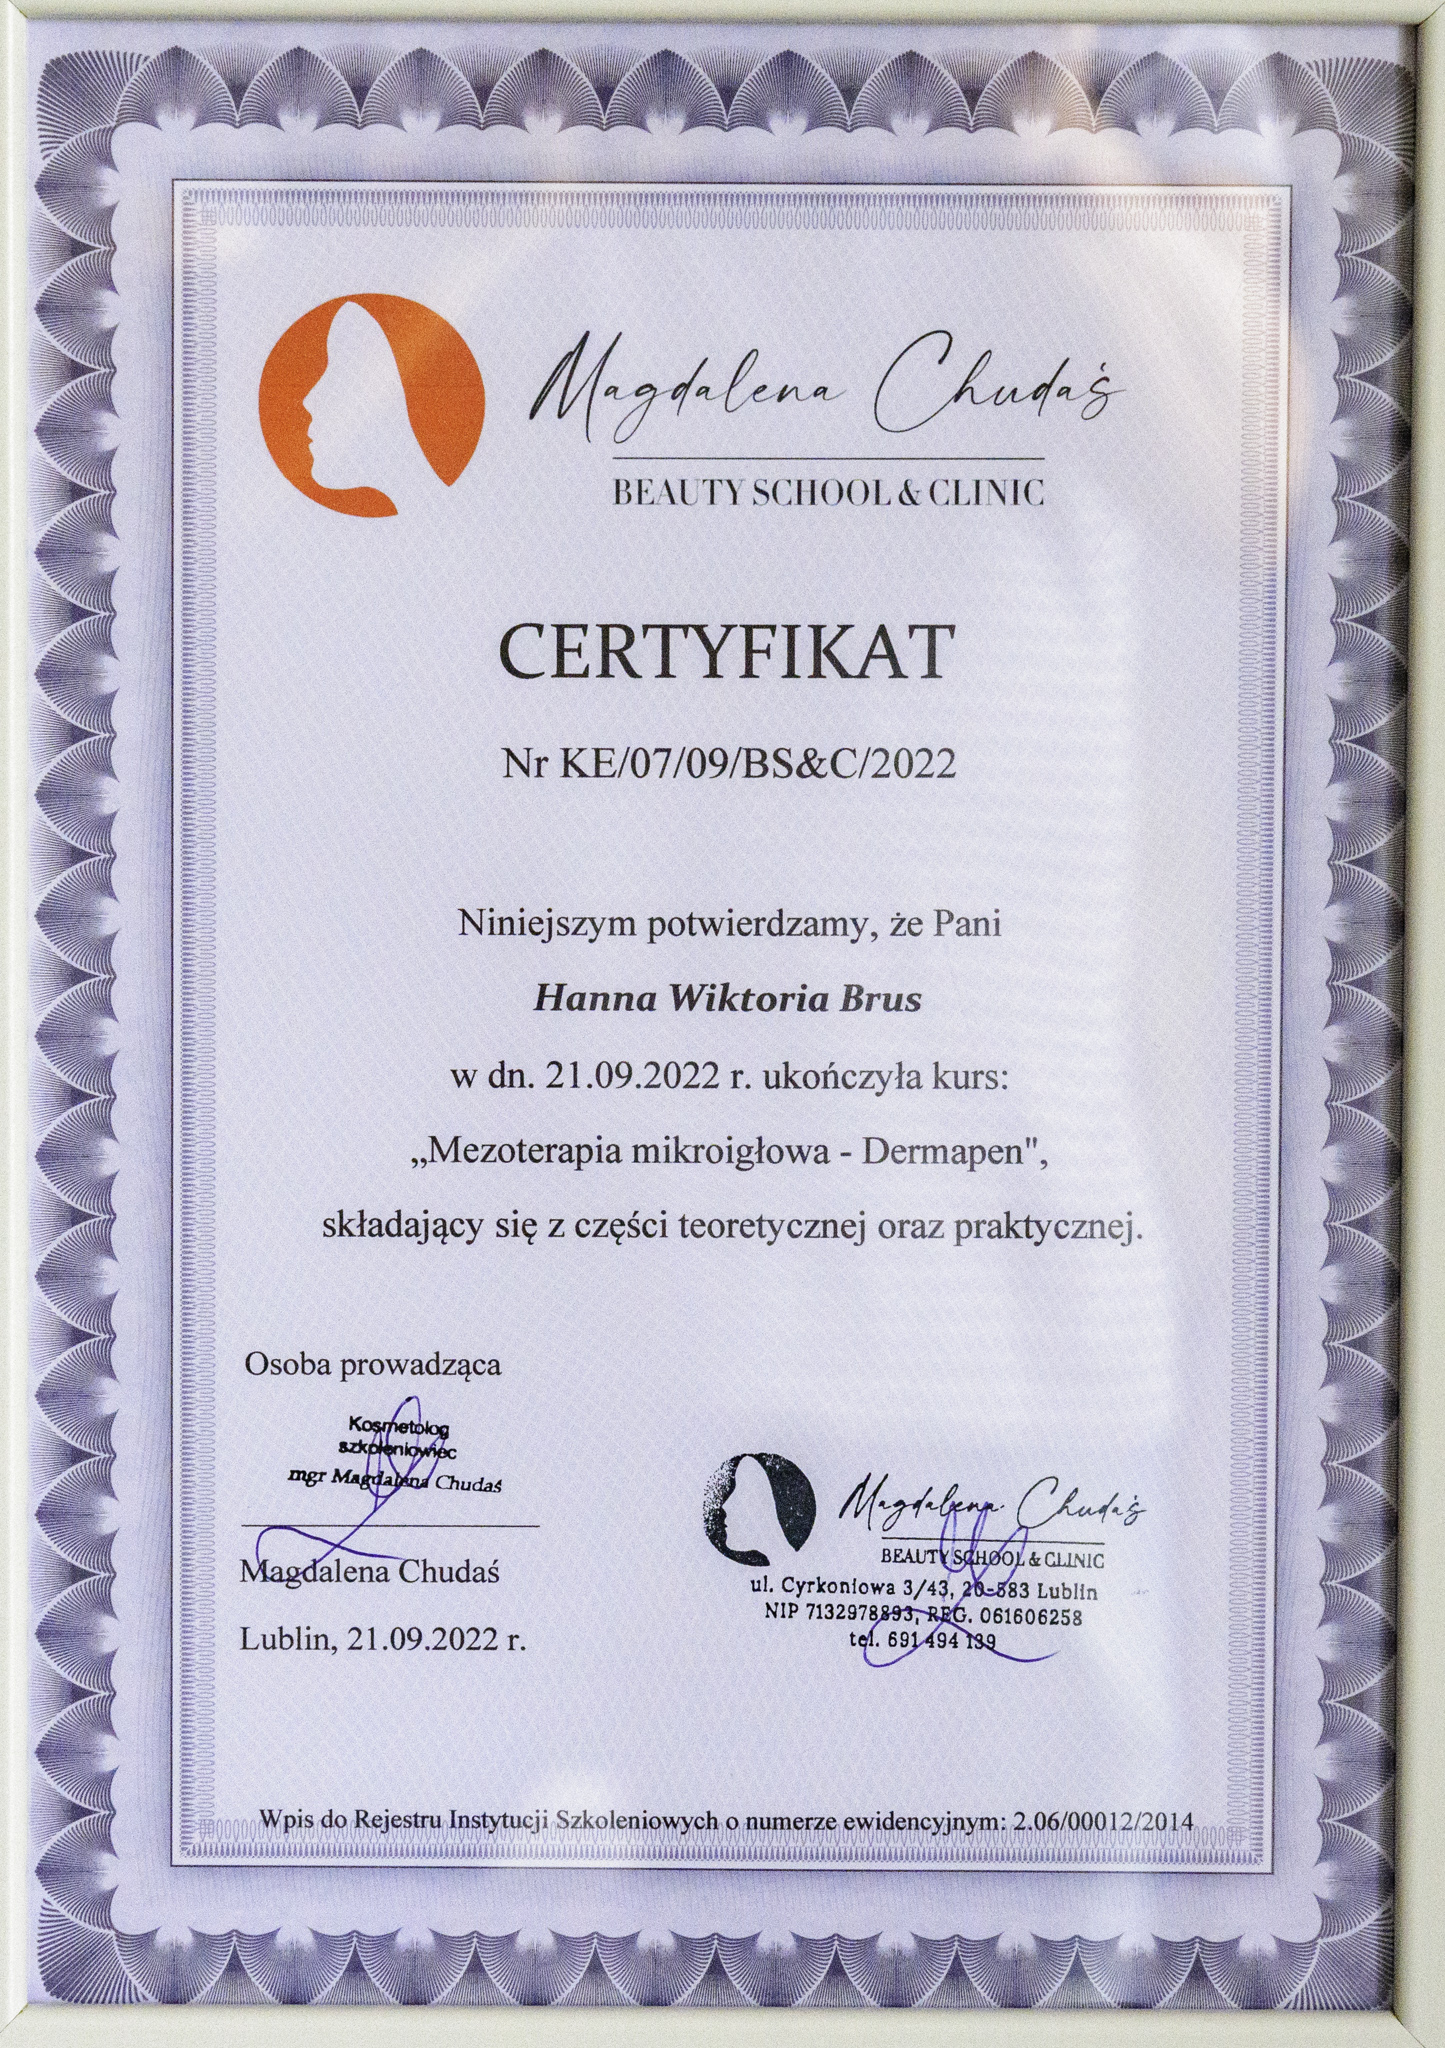 Magdalena Chudaś
BEAUTY SCHOOL & CLINIC
CERTYFIKAT
Nr KE/07/09/BS&C/2022
Niniejszym potwierdzamy, że Pani
Hanna Wiktoria Brus
w dn. 21.09.2022 r. ukończyła kurs:
„Mezoterapia mikroigłowa - Dermapen",
składający się z części teoretycznej oraz praktycznej.
Osoba prowadząca
Kosmetolog
szkoleniowiec
mgr Magdalena Chudaś
Magdalena Chudaś
Lublin, 21.09.2022 r.
Magdalena Chudaś
BEAUTY SCHOOL & CLINIC
ul. Cyrkoniowa 3/43, 20-583 Lublin
NIP 7132978893, REG. 061606258
tel. 691 494 139
Wpis do Rejestru Instytucji Szkoleniowych o numerze ewidencyjnym: 2.06/00012/2014